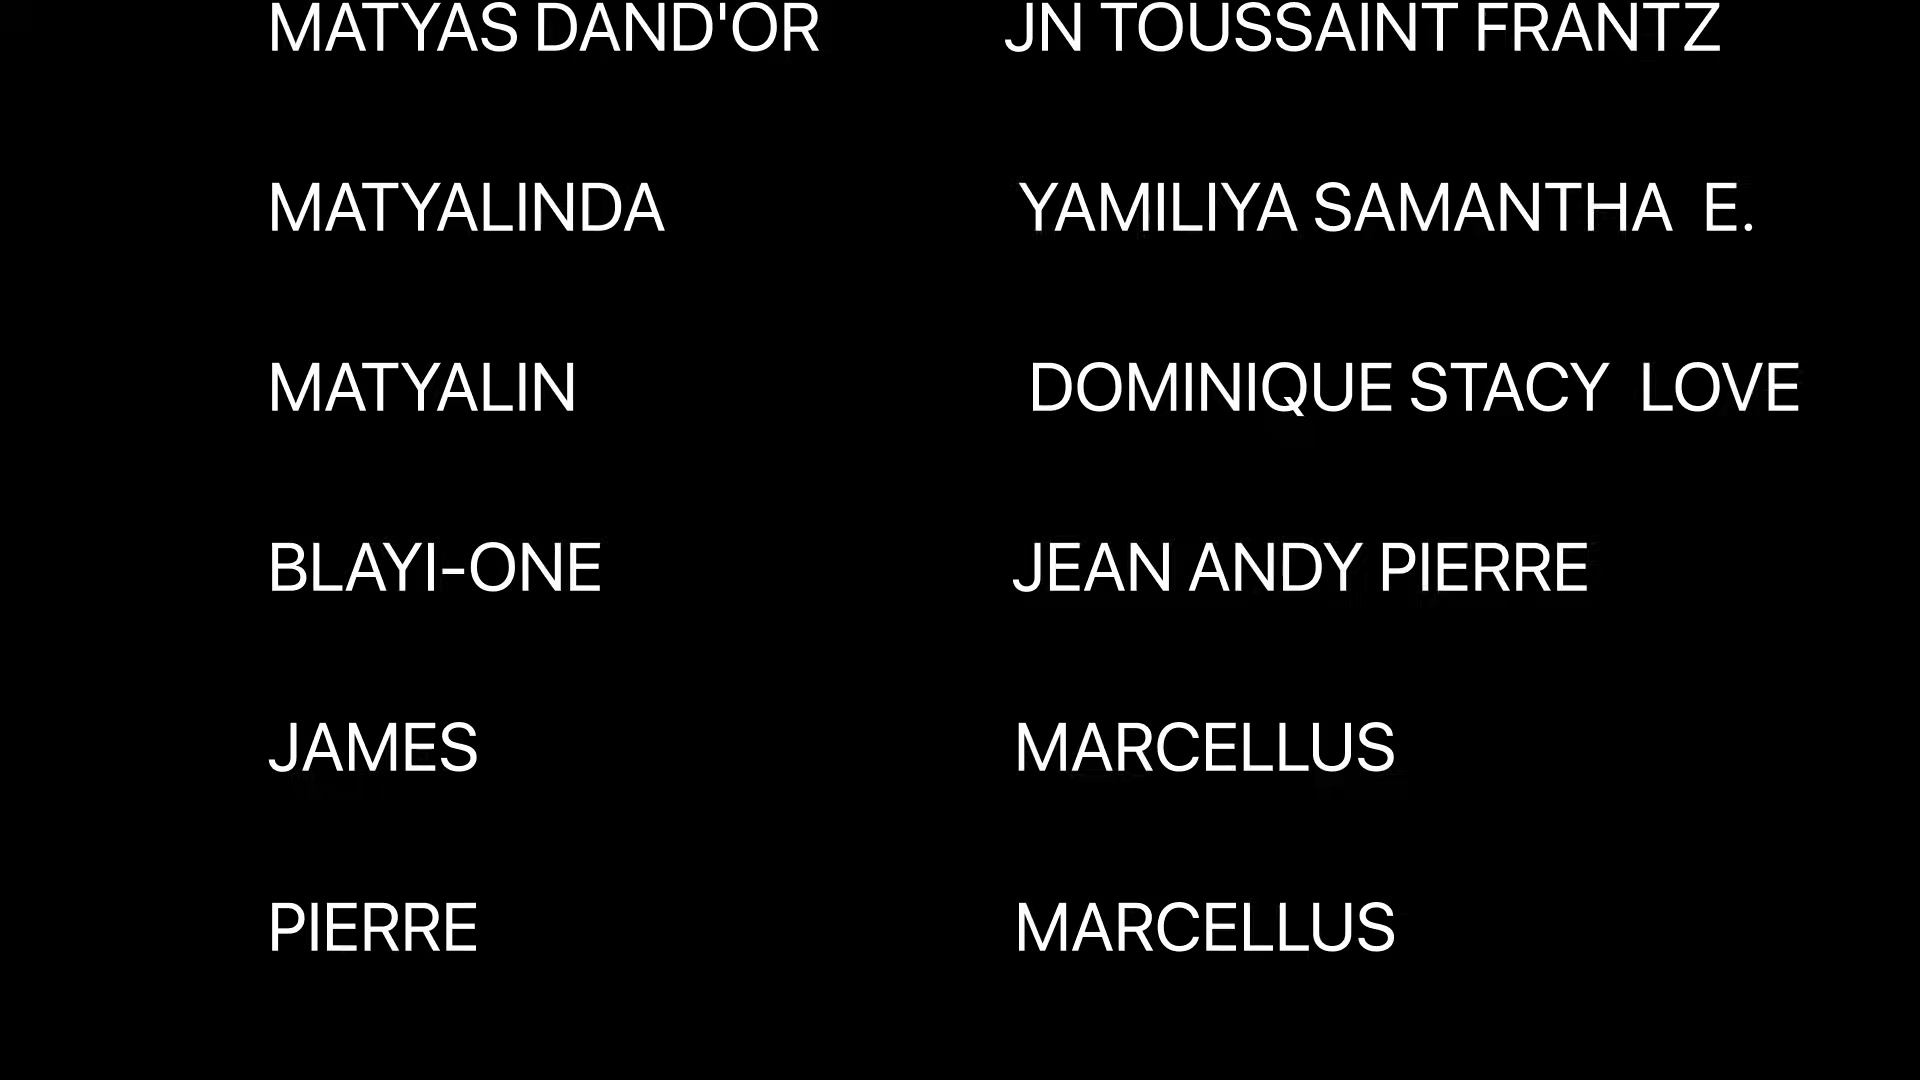 MATYAS DAND'OR JN TOUSSAINT FRANTZ
MATYALINDA YAMILIYA SAMANTHA E.
MATYALIN DOMINIQUE STACY LOVE
BLAYI-ONE JEAN ANDY PIERRE
JAMES MARCELLUS
PIERRE MARCELLUS